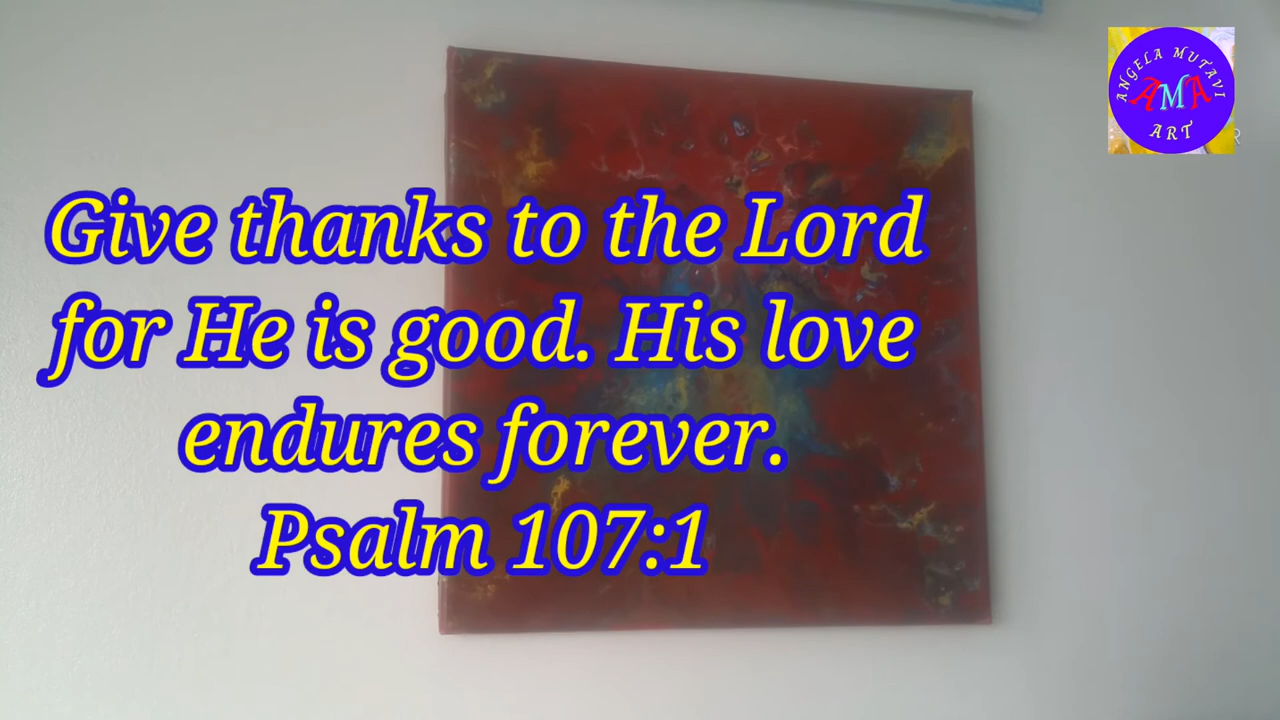 ANGELA MUTAVI
AMA
ART
Give thanks to the Lord
for He is good. His love
endures forever.
Psalm 107:1